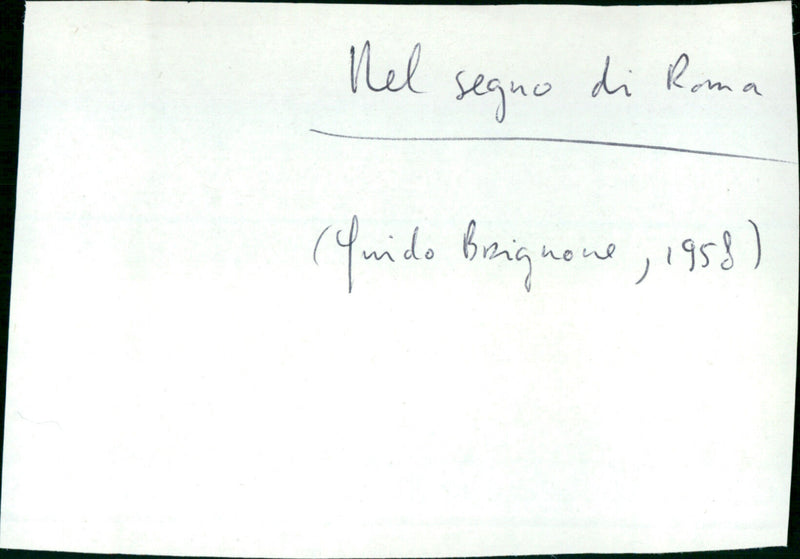 Nel segno di Roma
(Guido Brignone, 1958)